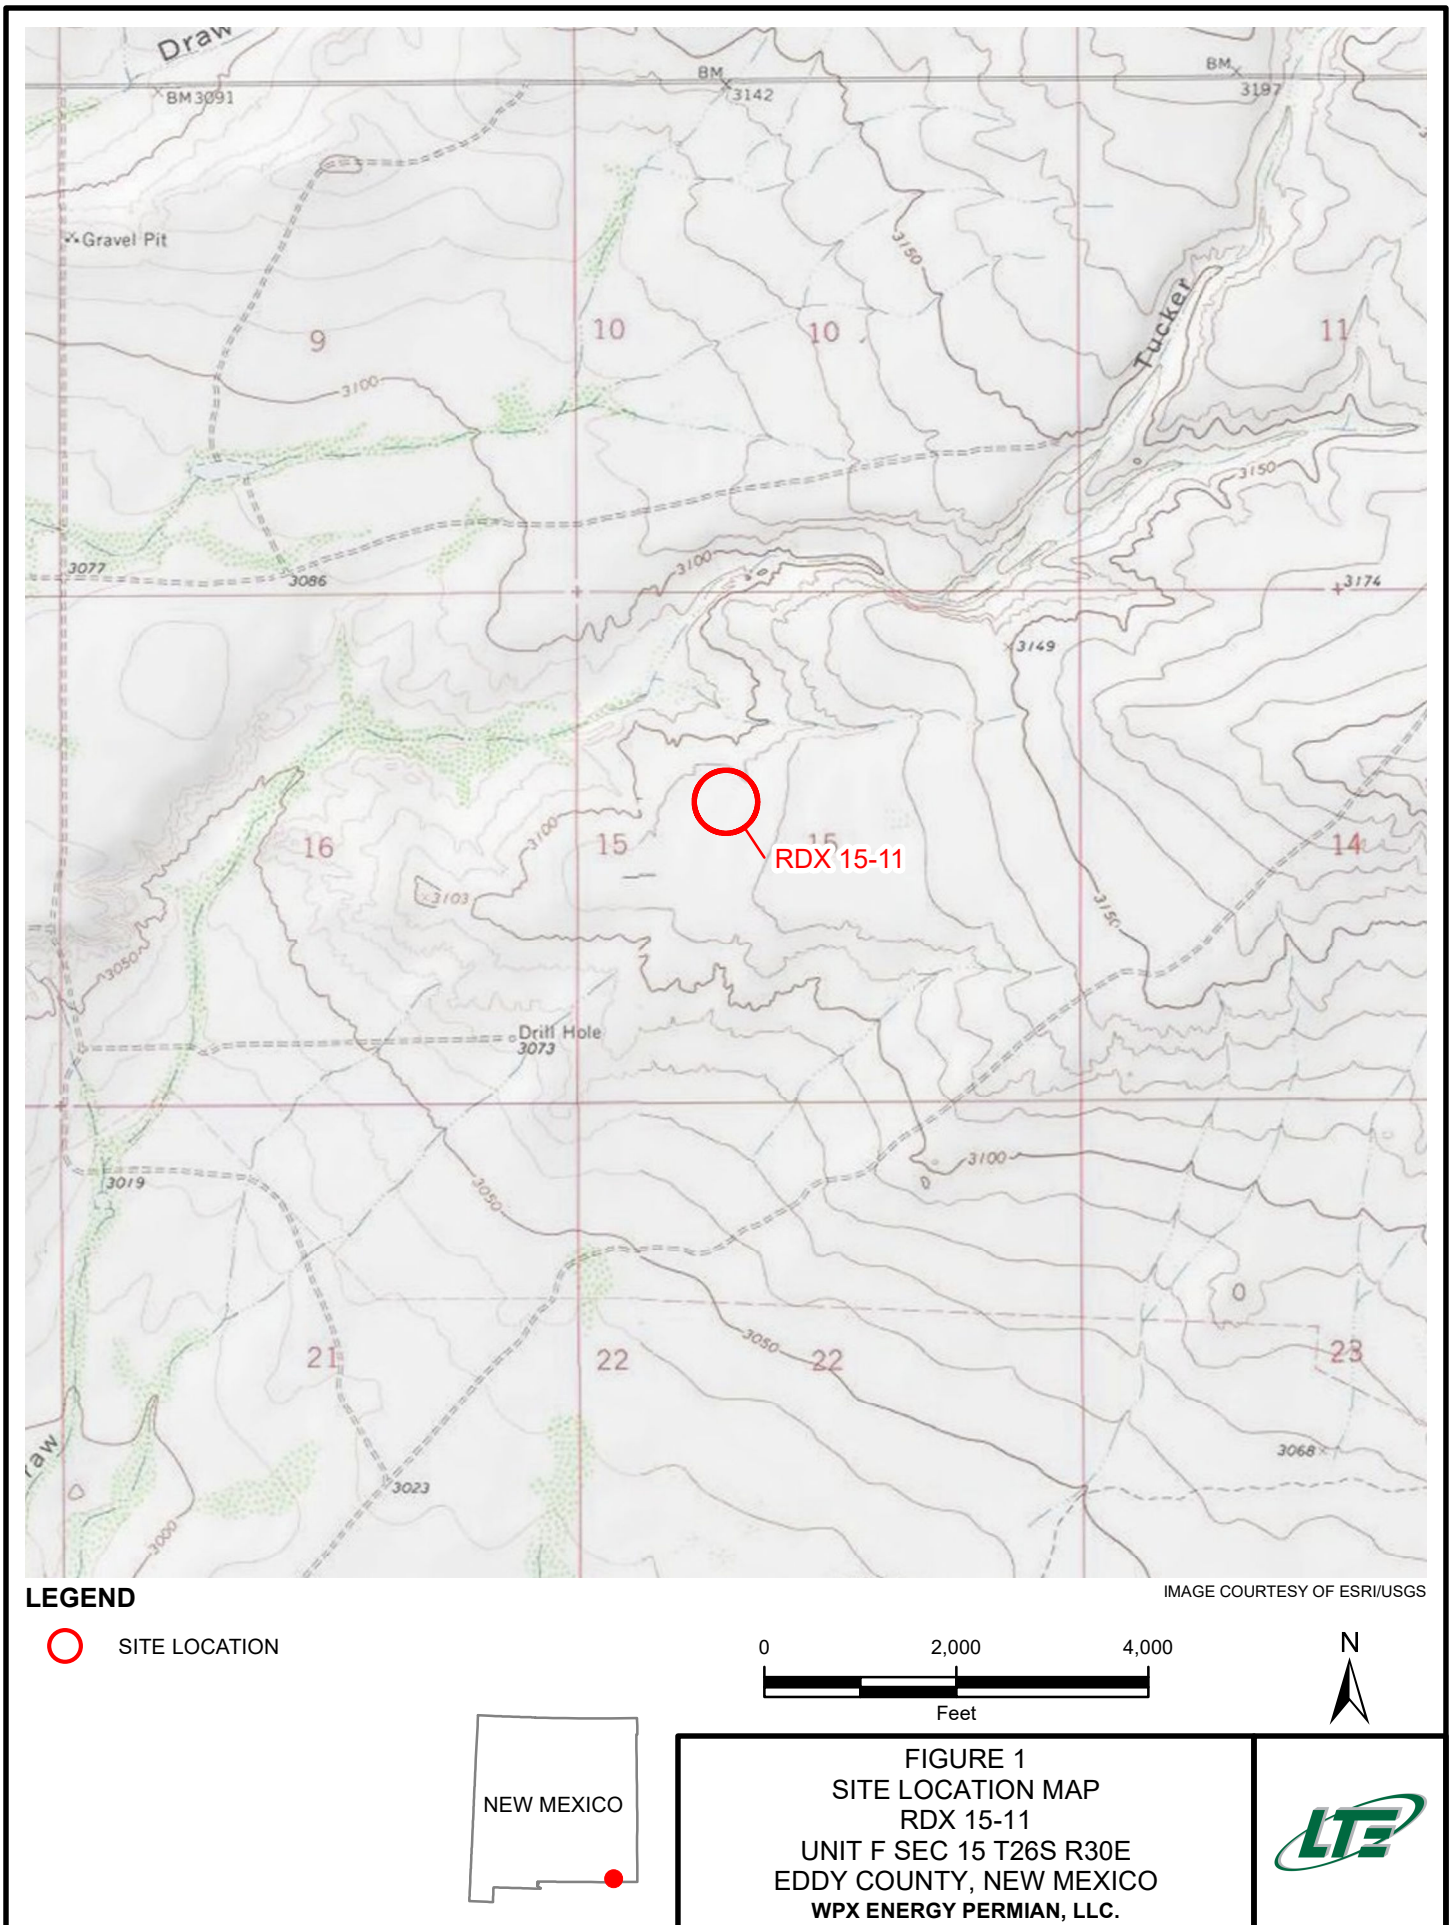 Draw
BM
BM
BM 3091
3142
3197
Gravel Pit
3150
Tucker
9
10
10
11
3100
3150
3077
3086
3100
3174
3149
3100
16
15
15
RDX 15-11
14
3103
3150
3050
Drill Hole
3073
3100
3019
3050
3050
21
22
22
23
raw
3068
3023
3000
LEGEND
IMAGE COURTESY OF ESRI/USGS
SITE LOCATION
0 2,000 4,000
Feet
N
NEW MEXICO
FIGURE 1
SITE LOCATION MAP
RDX 15-11
UNIT F SEC 15 T26S R30E
EDDY COUNTY, NEW MEXICO
WPX ENERGY PERMIAN, LLC.
LTE